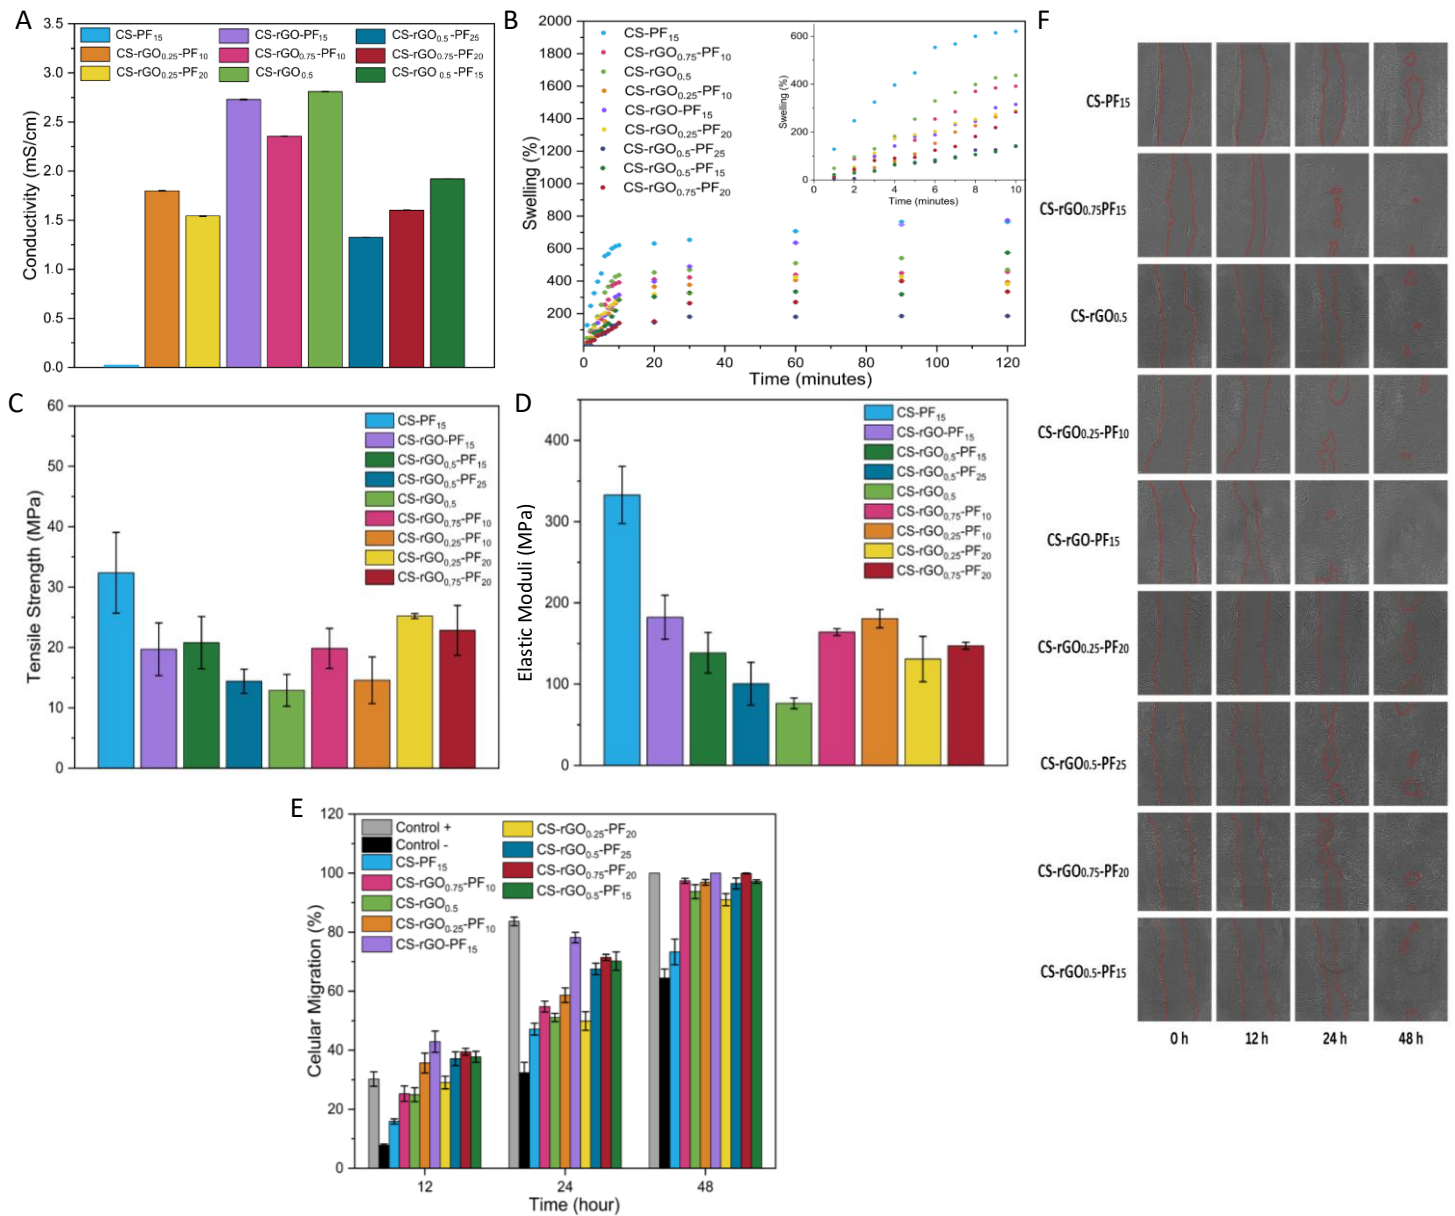 A
3.5
3.0
2.5
2.0
1.5
1.0
0.5
0.0
Conductivity (mS/cm)
CS-PF15
CS-rGO-PF15
CS-rGO0.5-PF25
CS-rGO0.25-PF10
CS-rGO0.75-PF10
CS-rGO0.75-PF20
CS-rGO0.25-PF20
CS-rGO0.5
CS-rGO 0.5-PF15
B
2000
1800
1600
1400
1200
1000
800
600
400
200
Swelling (%)
CS-PF15
CS-rGO0.75-PF10
CS-rGO0.5
CS-rGO0.25-PF10
CS-rGO-PF15
CS-rGO0.25-PF20
CS-rGO0.5-PF25
CS-rGO0.5-PF15
CS-rGO0.75-PF20
600
400
200
0
Swelling (%)
0 2 4 6 8 10
Time (minutes)
0 20 40 60 80 100 120
Time (minutes)
C
60
50
40
30
20
10
0
Tensile Strength (MPa)
CS-PF15
CS-rGO-PF15
CS-rGO0,5-PF15
CS-rGO0,5-PF25
CS-rGO0,5
CS-rGO0,75-PF10
CS-rGO0,25-PF10
CS-rGO0,25-PF20
CS-rGO0,75-PF20
D
400
300
200
100
0
Elastic Moduli (MPa)
CS-PF15
CS-rGO-PF15
CS-rGO0,5-PF15
CS-rGO0,5-PF25
CS-rGO0,5
CS-rGO0,75-PF10
CS-rGO0,25-PF10
CS-rGO0,25-PF20
CS-rGO0,75-PF20
E
120
100
80
60
40
20
0
Celular Migration (%)
Control +
Control -
CS-PF15
CS-rGO0.75-PF10
CS-rGO0.5
CS-rGO0.25-PF10
CS-rGO-PF15
CS-rGO0.25-PF20
CS-rGO0.5-PF25
CS-rGO0.75-PF20
CS-rGO0.5-PF15
12 24 48
Time (hour)
F
CS-PF15
CS-rGO0.75PF15
CS-rGO0.5
CS-rGO0.25-PF10
CS-rGO-PF15
CS-rGO0.25-PF20
CS-rGO0.5-PF25
CS-rGO0.75-PF20
CS-rGO0.5-PF15
0 h 12 h 24 h 48 h